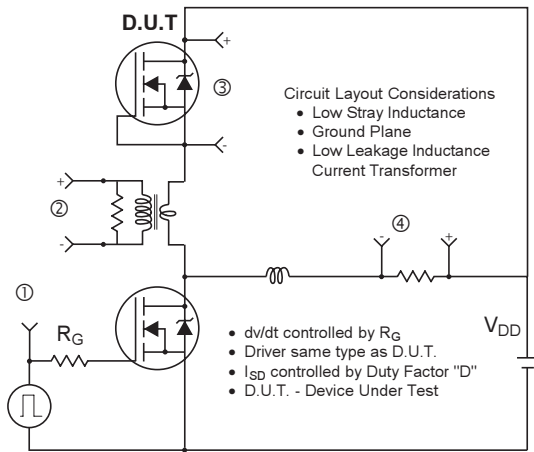 D.U.T
+
③
-
Circuit Layout Considerations
• Low Stray Inductance
• Ground Plane
• Low Leakage Inductance
Current Transformer
+
②
-
④
- +
①
RG
VDD
• dv/dt controlled by RG
• Driver same type as D.U.T.
• ISD controlled by Duty Factor "D"
• D.U.T. - Device Under Test